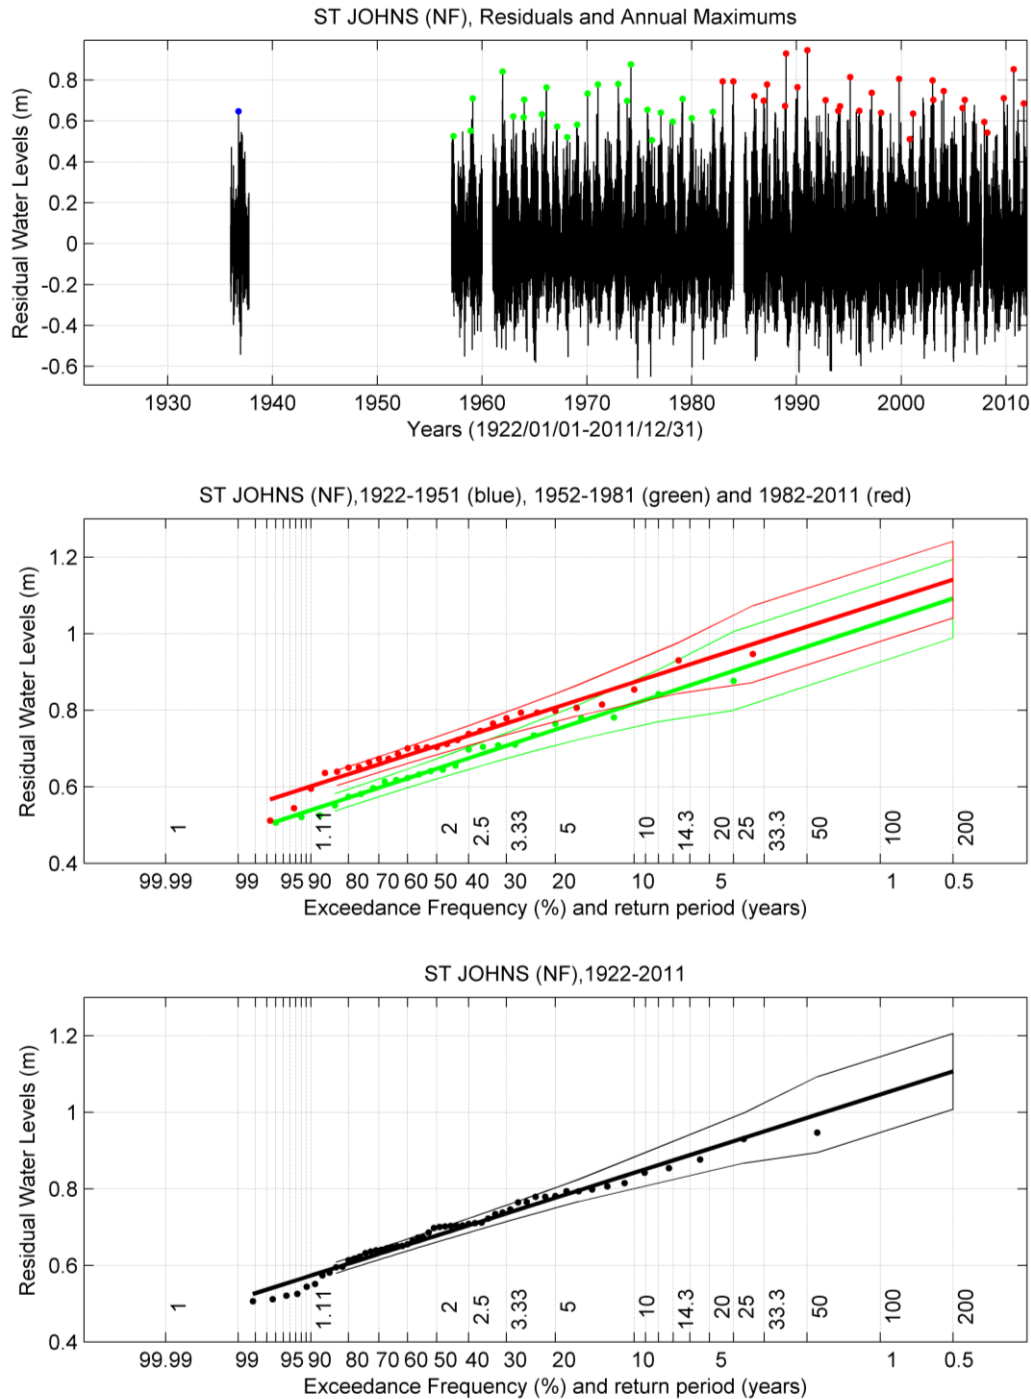 ST JOHNS (NF), Residuals and Annual Maximums
Residual Water Levels (m)
0.8
0.6
0.4
0.2
0
-0.2
-0.4
-0.6
1930 1940 1950 1960 1970 1980 1990 2000 2010
Years (1922/01/01-2011/12/31)
ST JOHNS (NF),1922-1951 (blue), 1952-1981 (green) and 1982-2011 (red)
Residual Water Levels (m)
1.2
1
0.8
0.6
0.4
1 1.11 2 2.5 3.33 5 10 14.3 20 25 33.3 50 100 200
99.99 99 95 90 80 70 60 50 40 30 20 10 5 1 0.5
Exceedance Frequency (%) and return period (years)
ST JOHNS (NF),1922-2011
Residual Water Levels (m)
1.2
1
0.8
0.6
0.4
1 1.11 2 2.5 3.33 5 10 14.3 20 25 33.3 50 100 200
99.99 99 95 90 80 70 60 50 40 30 20 10 5 1 0.5
Exceedance Frequency (%) and return period (years)